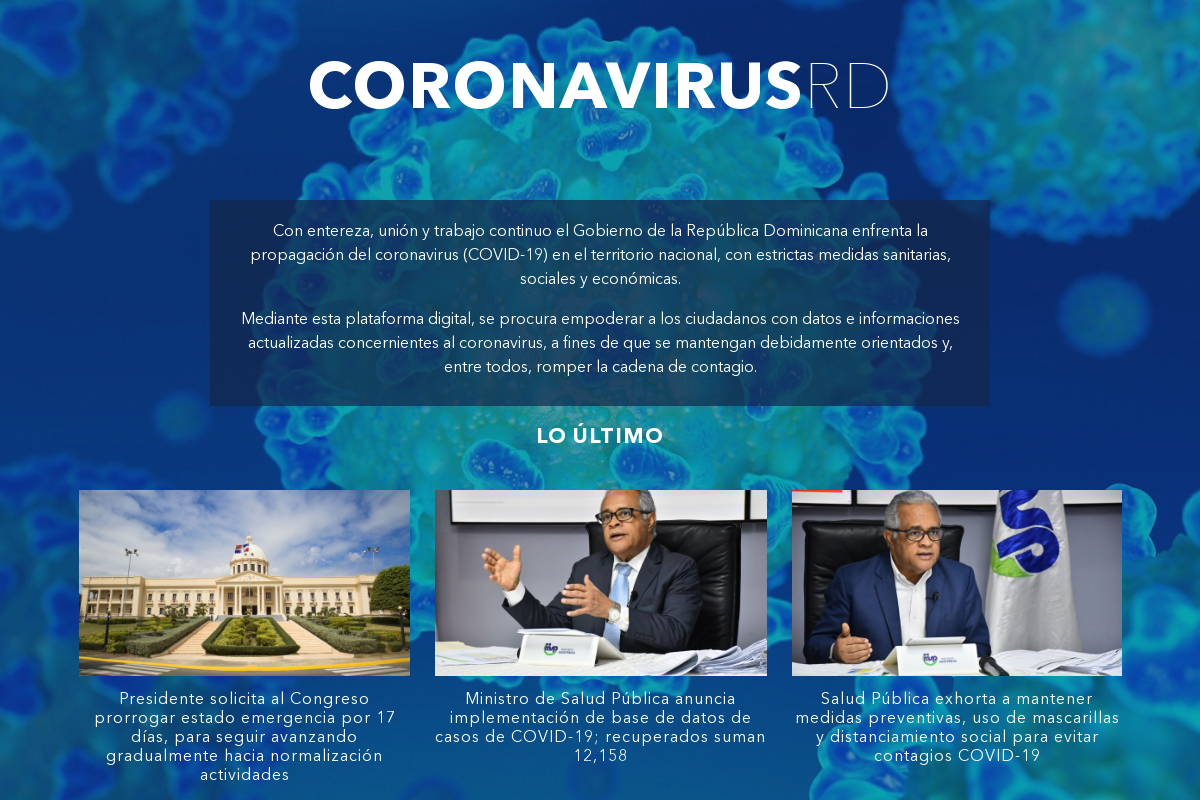 CORONAVIRUSRD
Con entereza, unión y trabajo continuo el Gobierno de la República Dominicana enfrenta la
propagación del coronavirus (COVID-19) en el territorio nacional, con estrictas medidas sanitarias,
sociales y económicas.
Mediante esta plataforma digital, se procura empoderar a los ciudadanos con datos e informaciones
actualizadas concernientes al coronavirus, a fines de que se mantengan debidamente orientados y,
entre todos, romper la cadena de contagio.
LO ÚLTIMO
Presidente solicita al Congreso
prorrogar estado emergencia por 17
días, para seguir avanzando
gradualmente hacia normalización
actividades
Ministro de Salud Pública anuncia
implementación de base de datos de
casos de COVID-19; recuperados suman
12,158
Salud Pública exhorta a mantener
medidas preventivas, uso de mascarillas
y distanciamiento social para evitar
contagios COVID-19